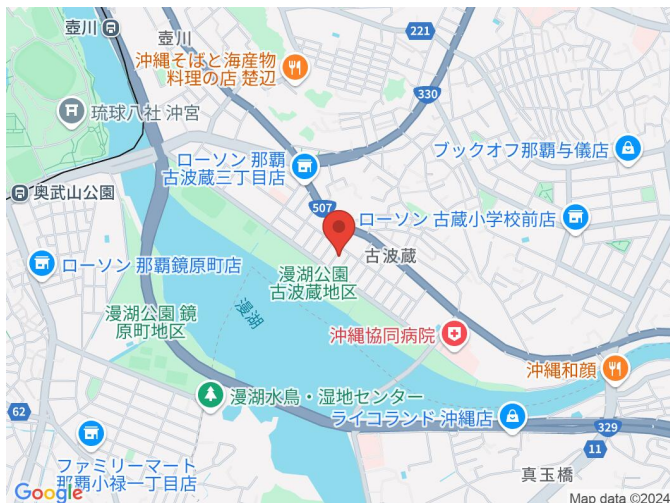 壺川
壺川
沖縄そばと海産物
料理の店 楚辺
221
琉球八社 沖宮
330
ローソン 那覇
古波蔵三丁目店
ブックオフ那覇与儀店
奥武山公園
507
ローソン 古蔵小学校前店
古波蔵
ローソン 那覇鏡原町店
漫湖公園
古波蔵地区
漫湖
漫湖公園 鏡
原町地区
沖縄協同病院
沖縄和顔
漫湖水鳥・湿地センター
62
ライコランド 沖縄店
329
11
ファミリーマート
那覇小禄一丁目店
真玉橋
Google
Map data ©2024